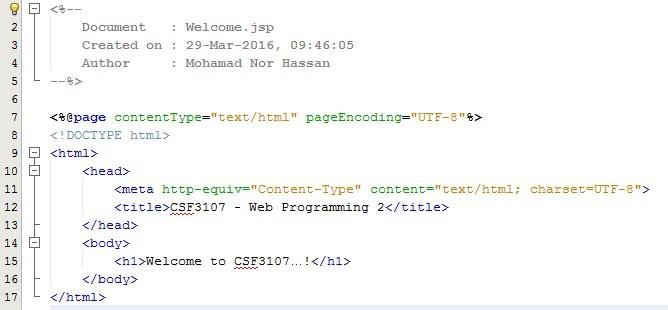 <%--
2 Document : Welcome.jsp
3 Created on : 29-Mar-2016, 09:46:05
4 Author : Mohamad Nor Hassan
5 --%>
6
7 <%@page contentType="text/html" pageEncoding="UTF-8"%>
8 <!DOCTYPE html>
9 <html>
10 <head>
11 <meta http-equiv="Content-Type" content="text/html; charset=UTF-8">
12 <title>CSF3107 - Web Programming 2</title>
13 </head>
14 <body>
15 <h1>Welcome to CSF3107…!</h1>
16 </body>
17 </html>